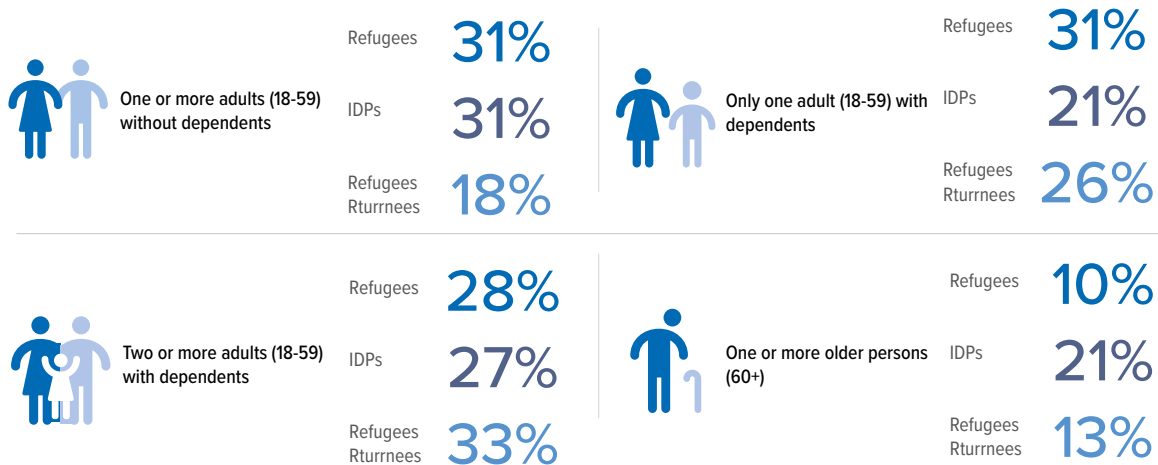 One or more adults (18-59)
without dependents
Refugees
31%
IDPs
31%
Refugees
Rturrnees
18%
Only one adult (18-59) with
dependents
Refugees
31%
IDPs
21%
Refugees
Rturrnees
26%
Two or more adults (18-59)
with dependents
Refugees
28%
IDPs
27%
Refugees
Rturrnees
33%
One or more older persons
(60+)
Refugees
10%
IDPs
21%
Refugees
Rturrnees
13%